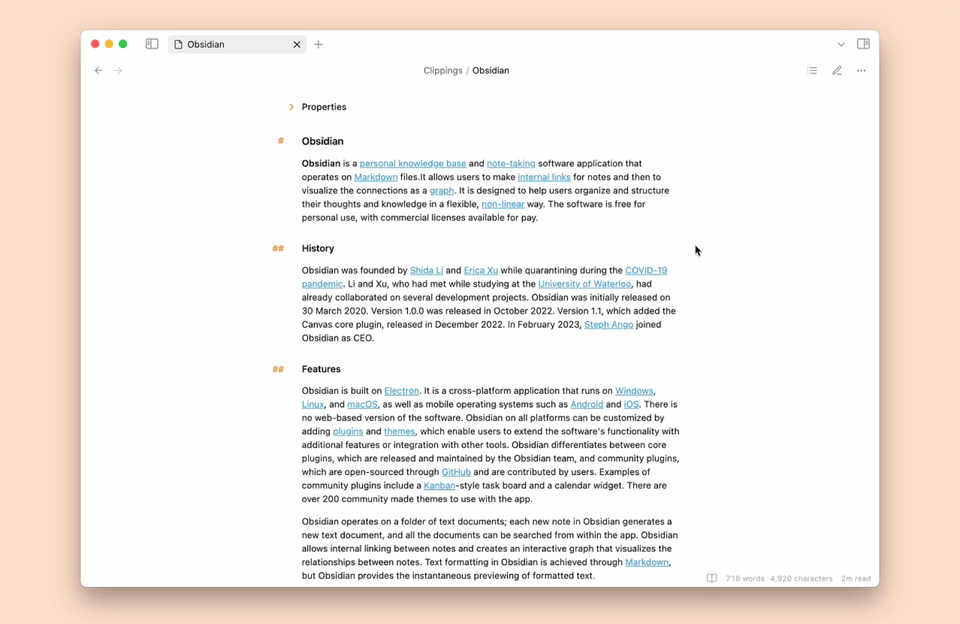 Obsidian
Clippings / Obsidian
Properties
# Obsidian
Obsidian is a personal knowledge base and note-taking software application that
operates on Markdown files.It allows users to make internal links for notes and then to
visualize the connections as a graph. It is designed to help users organize and structure
their thoughts and knowledge in a flexible, non-linear way. The software is free for
personal use, with commercial licenses available for pay.
## History
Obsidian was founded by Shida Li and Erica Xu while quarantining during the COVID-19
pandemic. Li and Xu, who had met while studying at the University of Waterloo, had
already collaborated on several development projects. Obsidian was initially released on
30 March 2020. Version 1.0.0 was released in October 2022. Version 1.1, which added the
Canvas core plugin, released in December 2022. In February 2023, Steph Ango joined
Obsidian as CEO.
## Features
Obsidian is built on Electron. It is a cross-platform application that runs on Windows,
Linux, and macOS, as well as mobile operating systems such as Android and iOS. There is
no web-based version of the software. Obsidian on all platforms can be customized by
adding plugins and themes, which enable users to extend the software's functionality with
additional features or integration with other tools. Obsidian differentiates between core
plugins, which are released and maintained by the Obsidian team, and community plugins,
which are open-sourced through GitHub and are contributed by users. Examples of
community plugins include a Kanban-style task board and a calendar widget. There are
over 200 community made themes to use with the app.
Obsidian operates on a folder of text documents; each new note in Obsidian generates a
new text document, and all the documents can be searched from within the app. Obsidian
allows internal linking between notes and creates an interactive graph that visualizes the
relationships between notes. Text formatting in Obsidian is achieved through Markdown,
but Obsidian provides the instantaneous previewing of formatted text.
718 words 4,920 characters 2m read